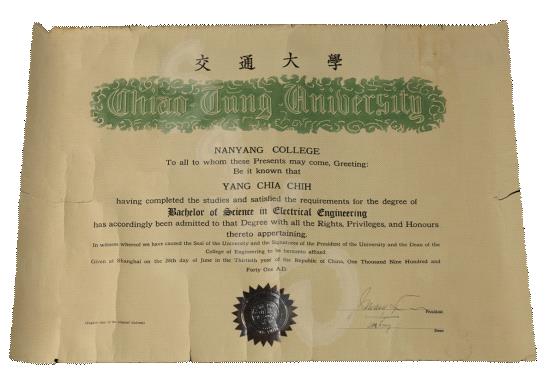 交通大學
Chiao Tung University
NANYANG COLLEGE
To all to whom these Presents may come, Greeting:
Be it known that
YANG CHIA CHIH
having completed the studies and satisfied the requirements for the degree of
Bachelor of Science in Electrical Engineering
has accordingly been admitted to that Degree with all the Rights, Privileges, and Honours
thereto appertaining.
In witness whereof we have caused the Seal of the University and the Signatures of the President of the University and the Dean of the
College of Engineering to be hereunto affixed.
Given at Shanghai on the 28th day of June in the Thirtieth year of the Republic of China, One Thousand Nine Hundred and
Forty One A.D.
President
Dean